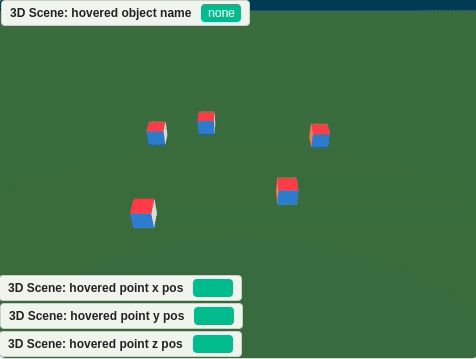 3D Scene: hovered object name none
3D Scene: hovered point x pos
3D Scene: hovered point y pos
3D Scene: hovered point z pos